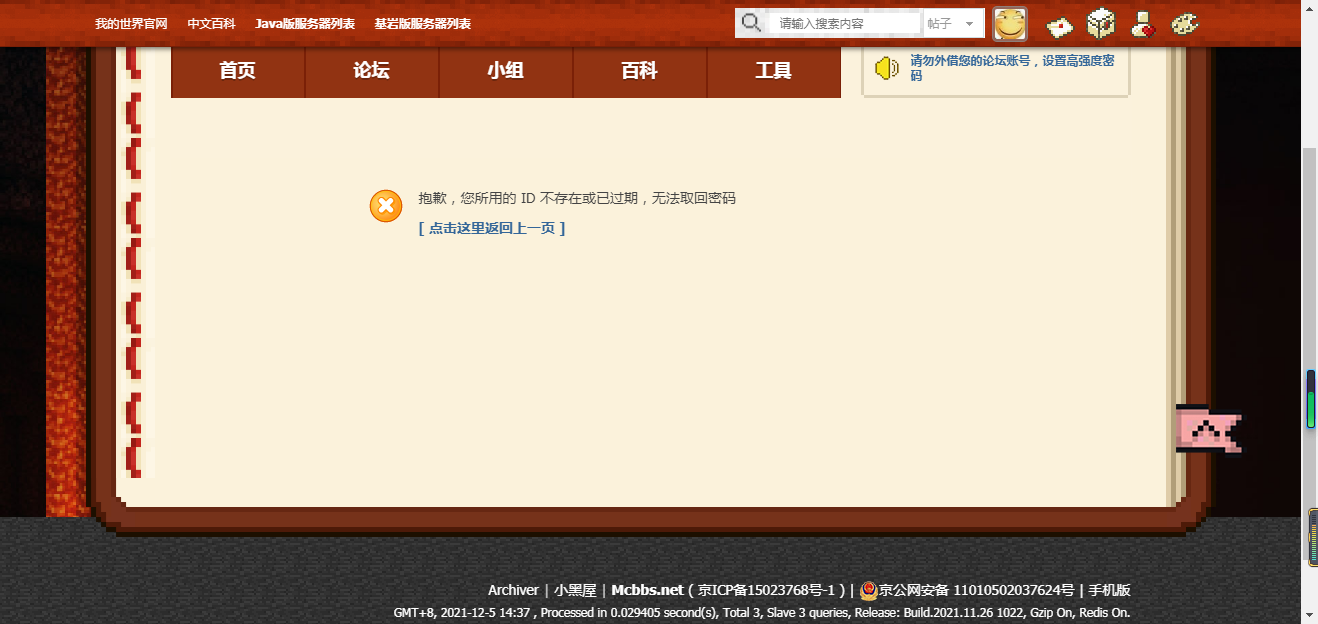 我的世界官网 中文百科 Java版服务器列表 基岩版服务器列表 请输入搜索内容 帖子
首页 论坛 小组 百科 工具
请勿外借您的论坛账号，设置高强度密
码
抱歉，您所用的 ID 不存在或已过期，无法取回密码
[ 点击这里返回上一页 ]
Archiver | 小黑屋 | Mcbbs.net ( 京ICP备15023768号-1 ) | 京公网安备 11010502037624号 | 手机版
GMT+8, 2021-12-5 14:37 , Processed in 0.029405 second(s), Total 3, Slave 3 queries, Release: Build.2021.11.26 1022, Gzip On, Redis On.